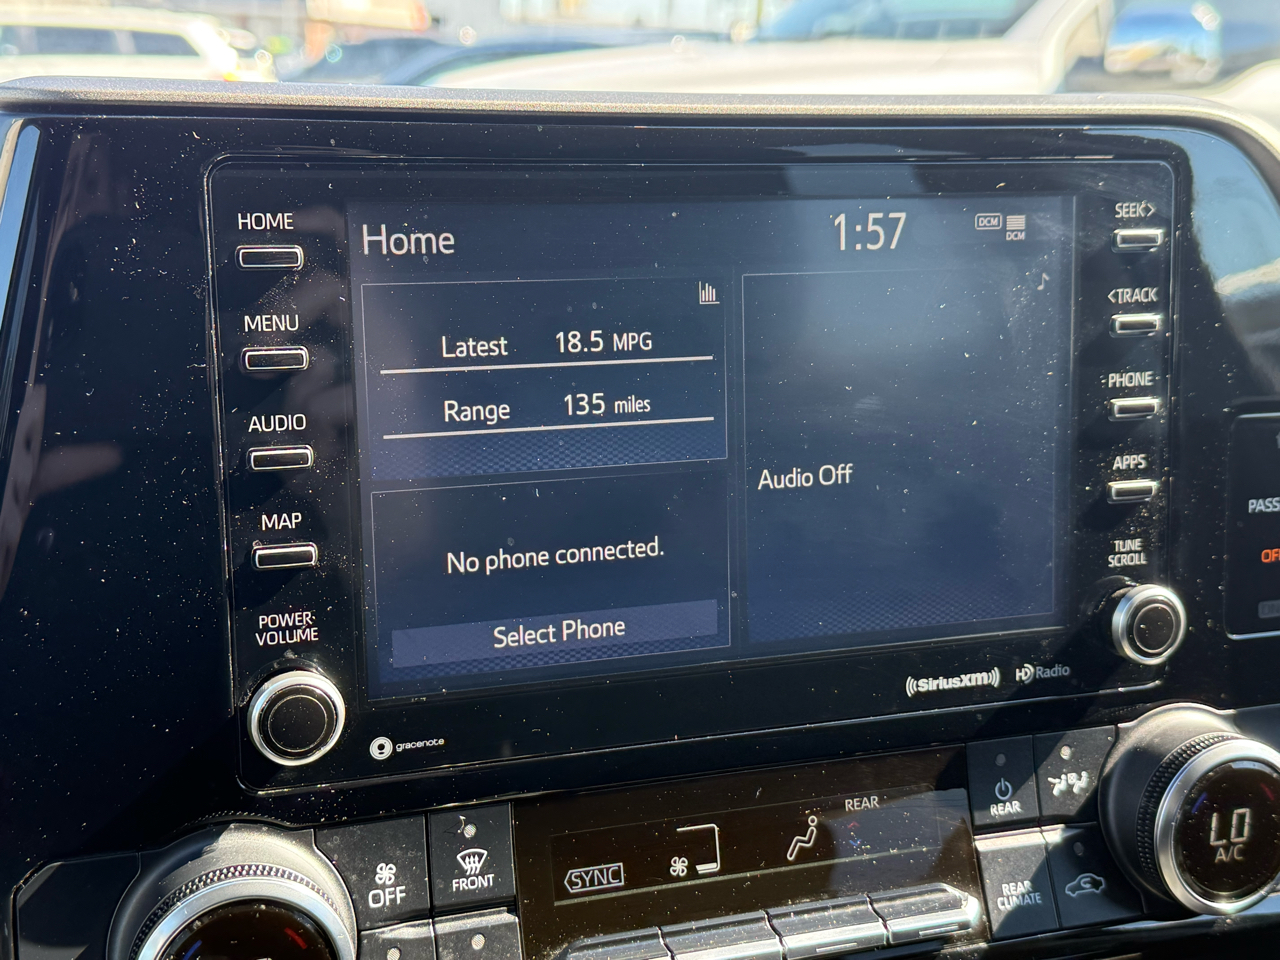 HOME
MENU
AUDIO
MAP
POWER
VOLUME
Home
1:57
DCM
DCM
Latest 18.5 MPG
Range 135 miles
No phone connected.
Select Phone
Audio Off
SEEK>
<TRACK
PHONE
APPS
TUNE
SCROLL
gracenote
((SiriusXM))
HD Radio
OFF
FRONT
SYNC
REAR
REAR
REAR
CLIMATE
LO
A/C